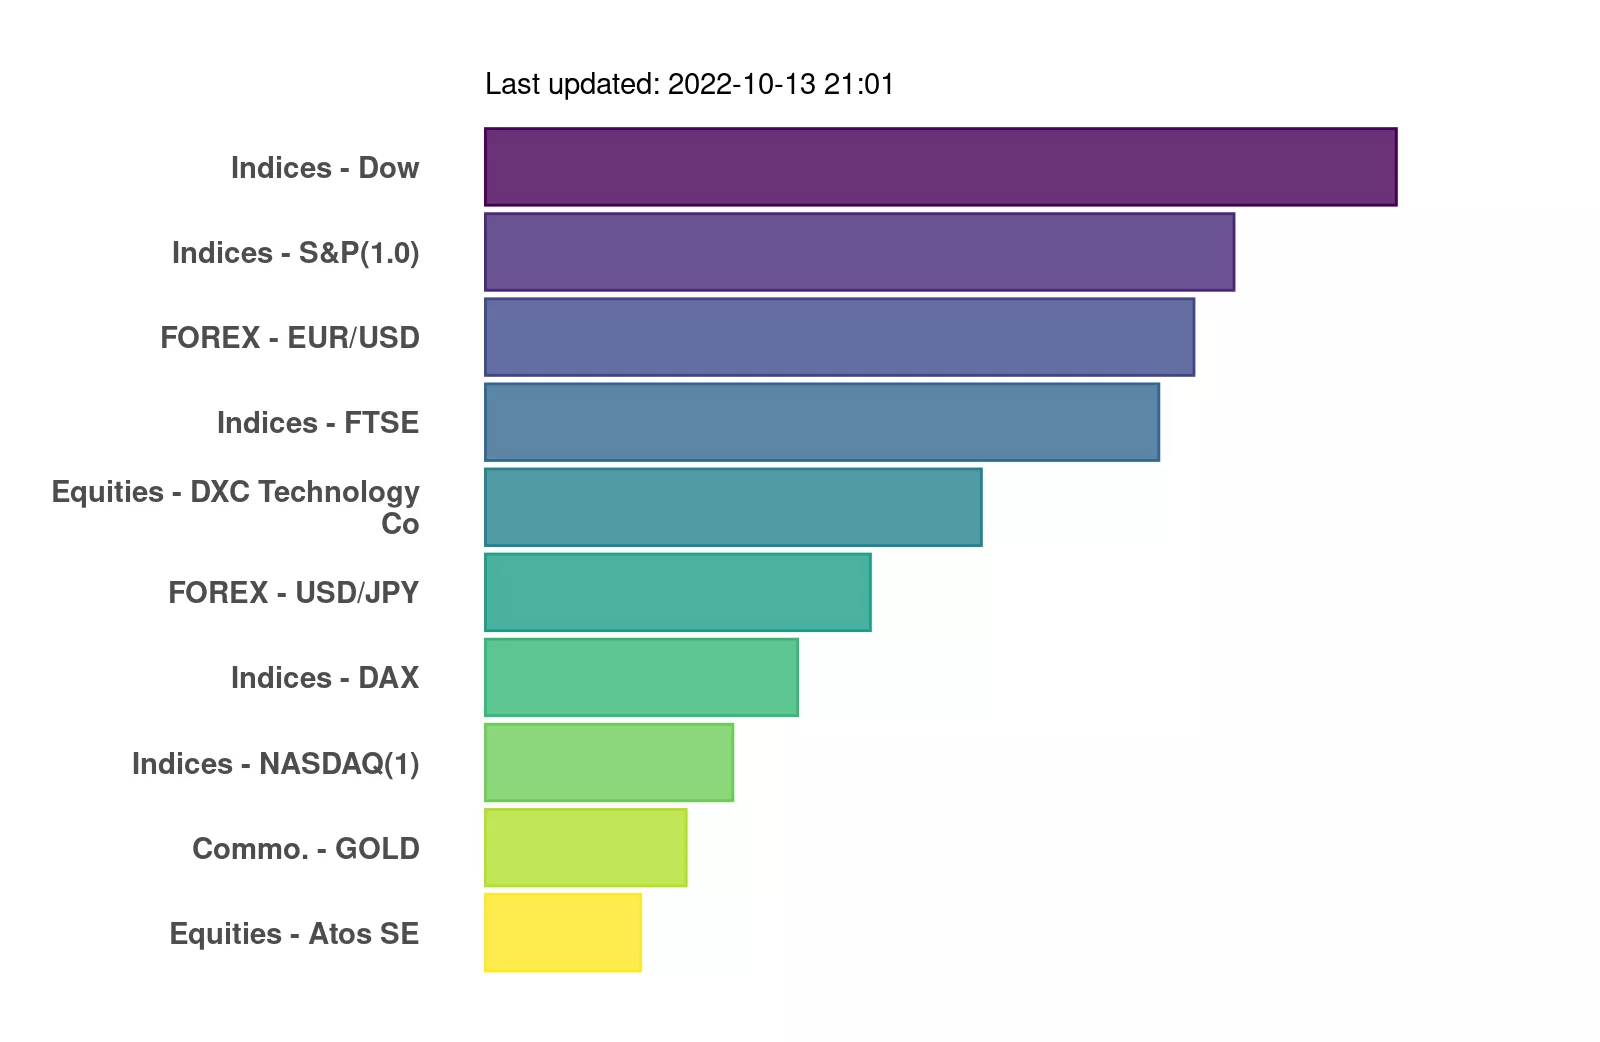 Last updated: 2022-10-13 21:01
Indices - Dow
Indices - S&P(1.0)
FOREX - EUR/USD
Indices - FTSE
Equities - DXC Technology
Co
FOREX - USD/JPY
Indices - DAX
Indices - NASDAQ(1)
Commo. - GOLD
Equities - Atos SE